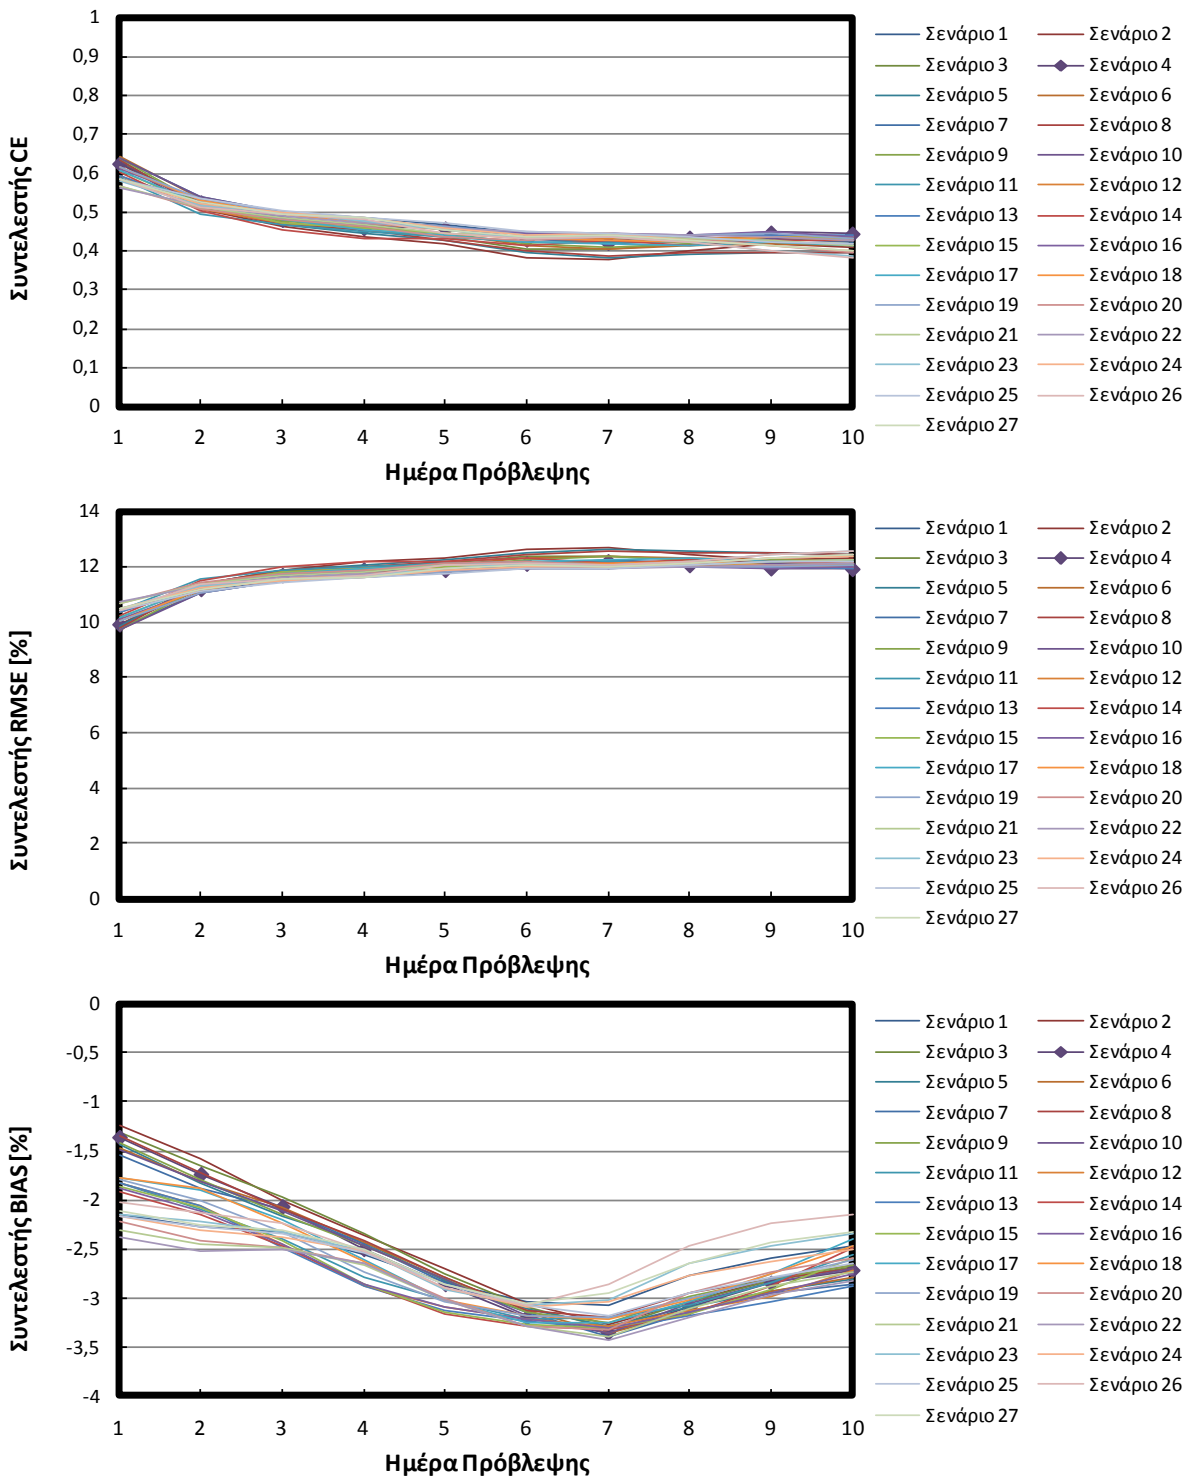 Συντελεστής CE
1
0,9
0,8
0,7
0,6
0,5
0,4
0,3
0,2
0,1
0
1 2 3 4 5 6 7 8 9 10
Ημέρα Πρόβλεψης
Σενάριο 1 Σενάριο 2
Σενάριο 3 Σενάριο 4
Σενάριο 5 Σενάριο 6
Σενάριο 7 Σενάριο 8
Σενάριο 9 Σενάριο 10
Σενάριο 11 Σενάριο 12
Σενάριο 13 Σενάριο 14
Σενάριο 15 Σενάριο 16
Σενάριο 17 Σενάριο 18
Σενάριο 19 Σενάριο 20
Σενάριο 21 Σενάριο 22
Σενάριο 23 Σενάριο 24
Σενάριο 25 Σενάριο 26
Σενάριο 27
Συντελεστής RMSE [%]
14
12
10
8
6
4
2
0
1 2 3 4 5 6 7 8 9 10
Ημέρα Πρόβλεψης
Σενάριο 1 Σενάριο 2
Σενάριο 3 Σενάριο 4
Σενάριο 5 Σενάριο 6
Σενάριο 7 Σενάριο 8
Σενάριο 9 Σενάριο 10
Σενάριο 11 Σενάριο 12
Σενάριο 13 Σενάριο 14
Σενάριο 15 Σενάριο 16
Σενάριο 17 Σενάριο 18
Σενάριο 19 Σενάριο 20
Σενάριο 21 Σενάριο 22
Σενάριο 23 Σενάριο 24
Σενάριο 25 Σενάριο 26
Σενάριο 27
Συντελεστής BIAS [%]
0
-0,5
-1
-1,5
-2
-2,5
-3
-3,5
-4
1 2 3 4 5 6 7 8 9 10
Ημέρα Πρόβλεψης
Σενάριο 1 Σενάριο 2
Σενάριο 3 Σενάριο 4
Σενάριο 5 Σενάριο 6
Σενάριο 7 Σενάριο 8
Σενάριο 9 Σενάριο 10
Σενάριο 11 Σενάριο 12
Σενάριο 13 Σενάριο 14
Σενάριο 15 Σενάριο 16
Σενάριο 17 Σενάριο 18
Σενάριο 19 Σενάριο 20
Σενάριο 21 Σενάριο 22
Σενάριο 23 Σενάριο 24
Σενάριο 25 Σενάριο 26
Σενάριο 27